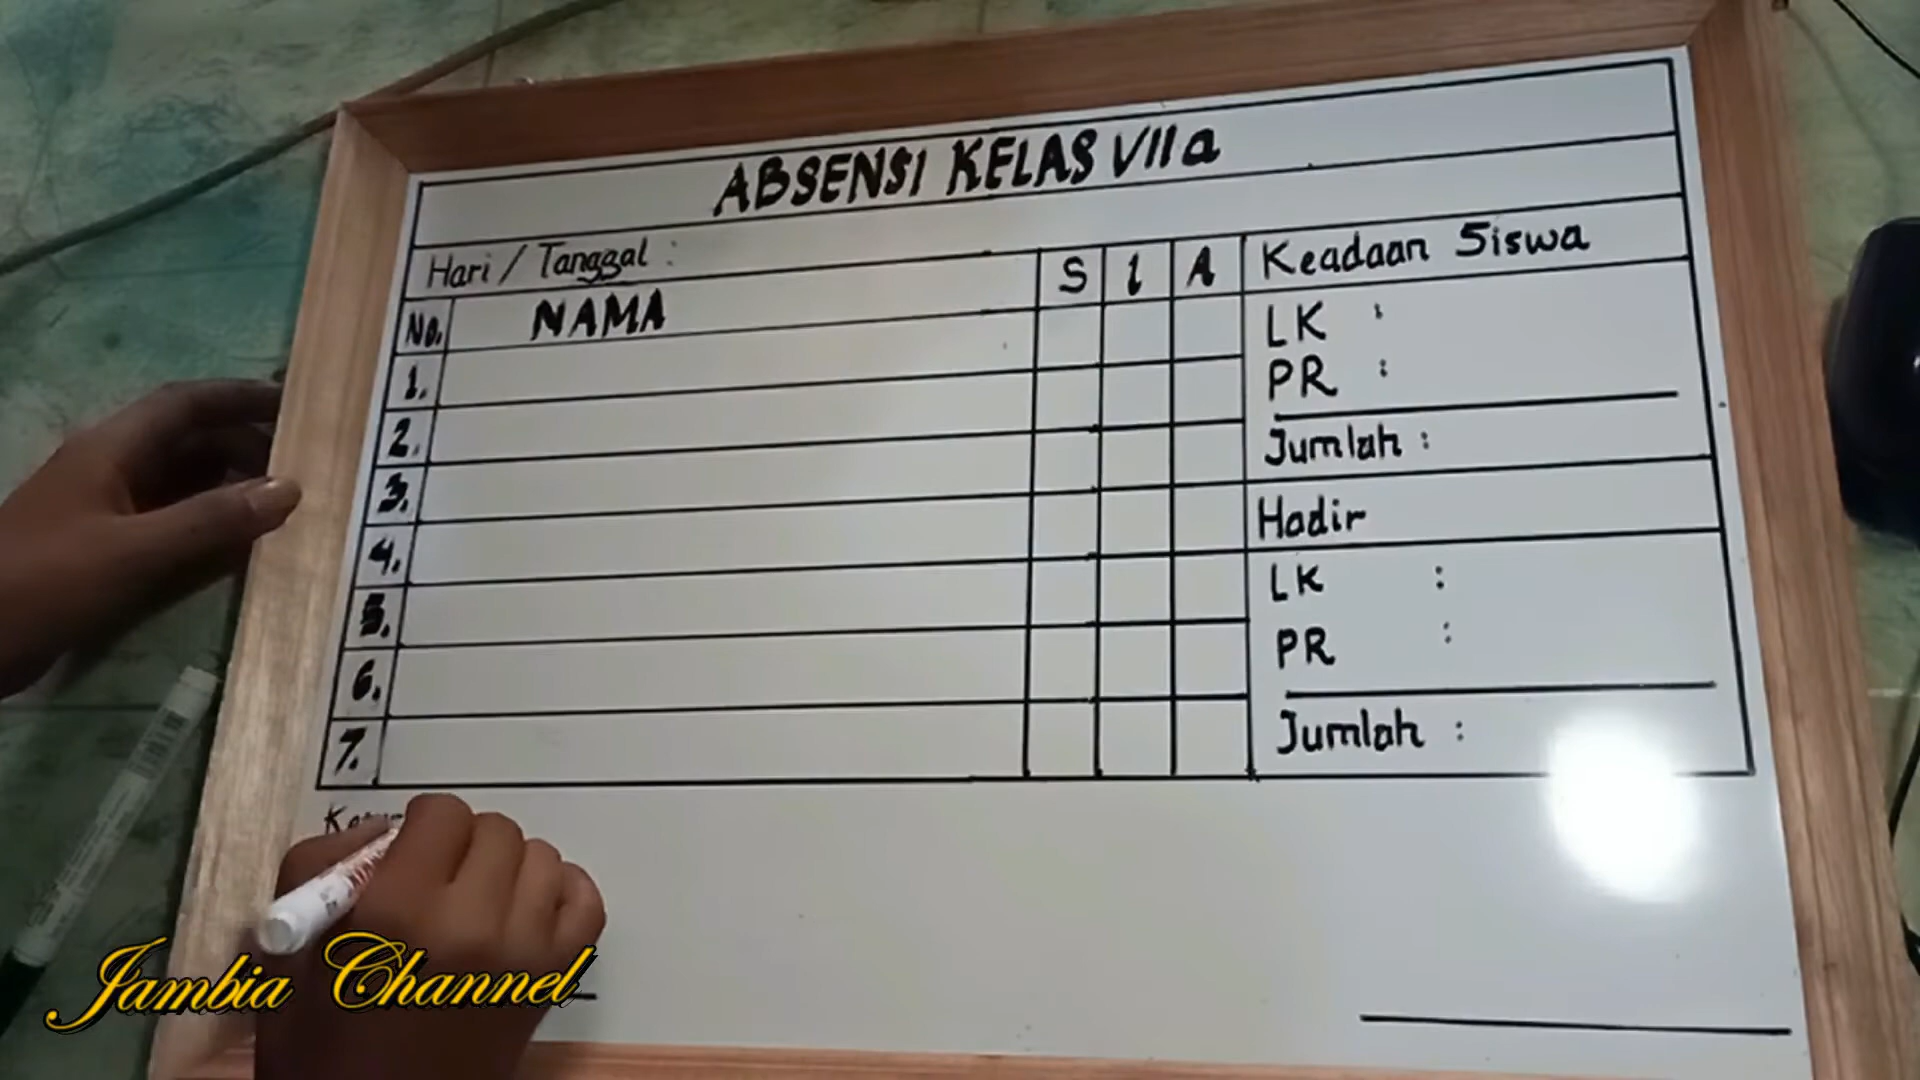 ABSENSI KELAS VII a
Hari / Tanggal :
No. NAMA S I A Keadaan Siswa
1.
2.
3.
4.
5.
6.
7.
LK :
PR :
Jumlah :
Hadir
LK :
PR :
Jumlah :
Jambia Channel